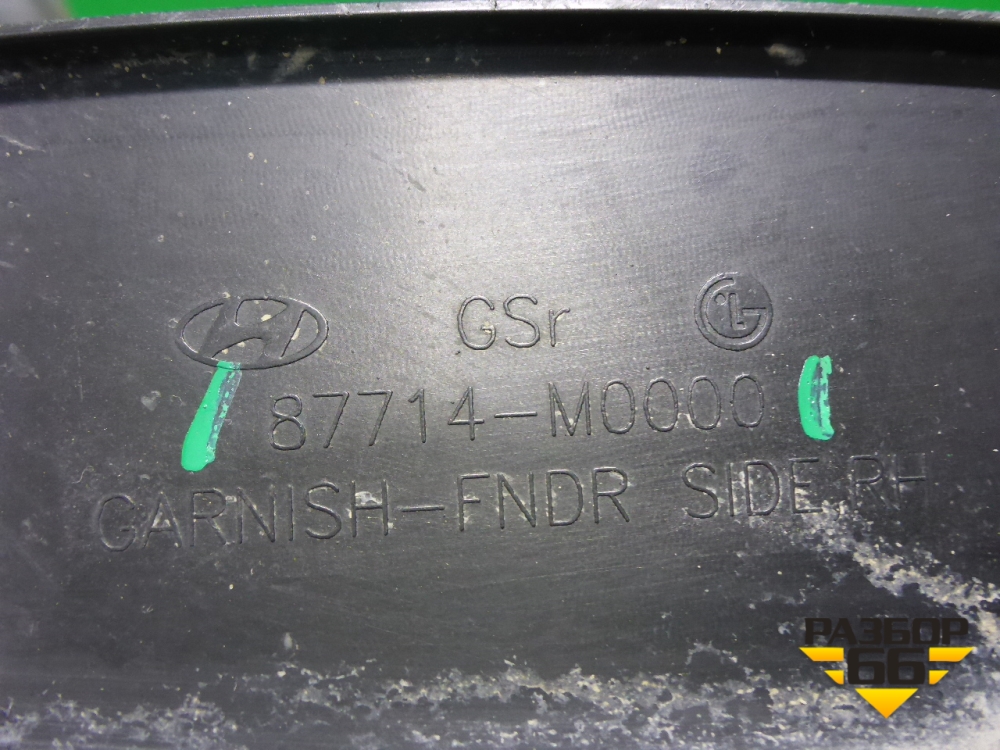 GSr
87714-M0000
GARNISH-FNDR SIDE,RH
РАЗБОР
66